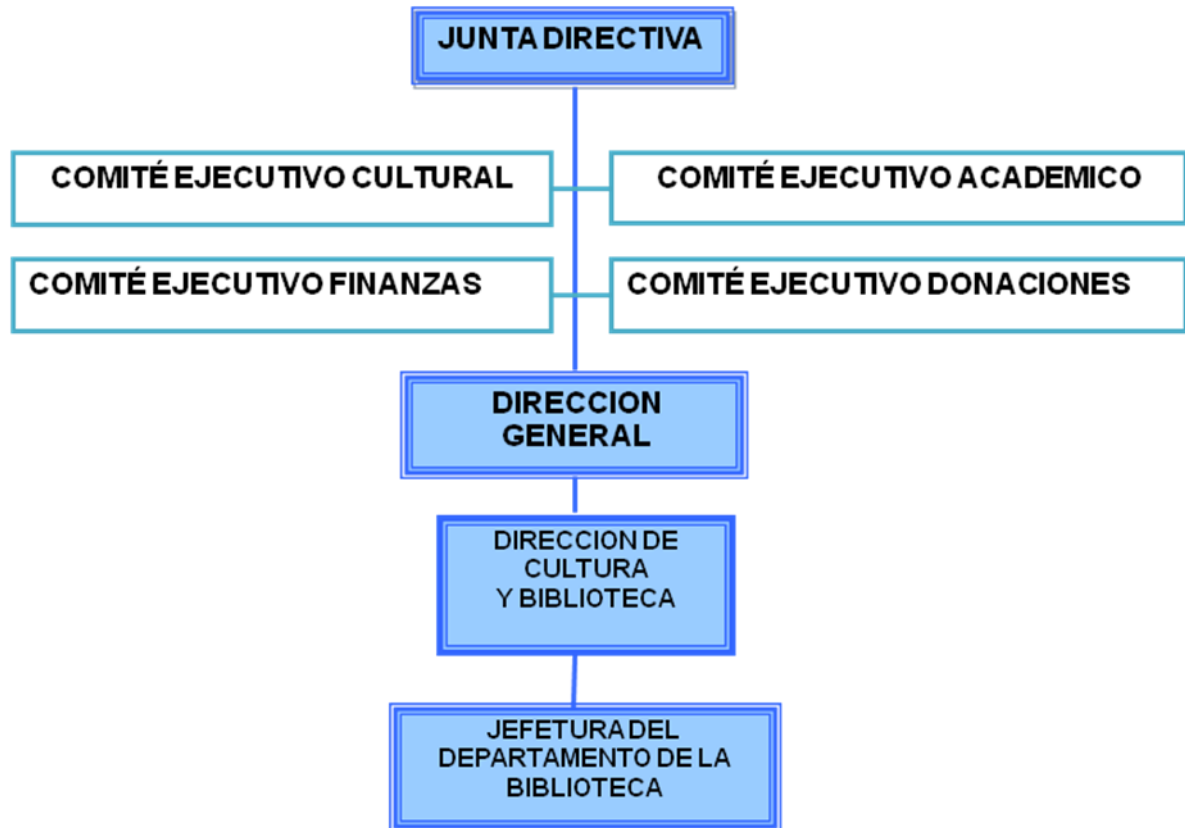 JUNTA DIRECTIVA
COMITÉ EJECUTIVO CULTURAL
COMITÉ EJECUTIVO ACADEMICO
COMITÉ EJECUTIVO FINANZAS
COMITÉ EJECUTIVO DONACIONES
DIRECCION
GENERAL
DIRECCION DE
CULTURA
Y BIBLIOTECA
JEFETURA DEL
DEPARTAMENTO DE LA
BIBLIOTECA